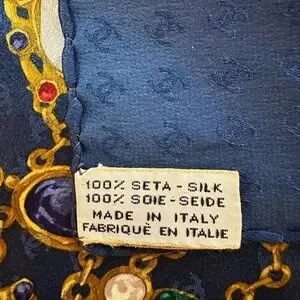 100% SETA - SILK
100% SOIE - SEIDE
MADE IN ITALY
FABRIQUÈ EN ITALIE